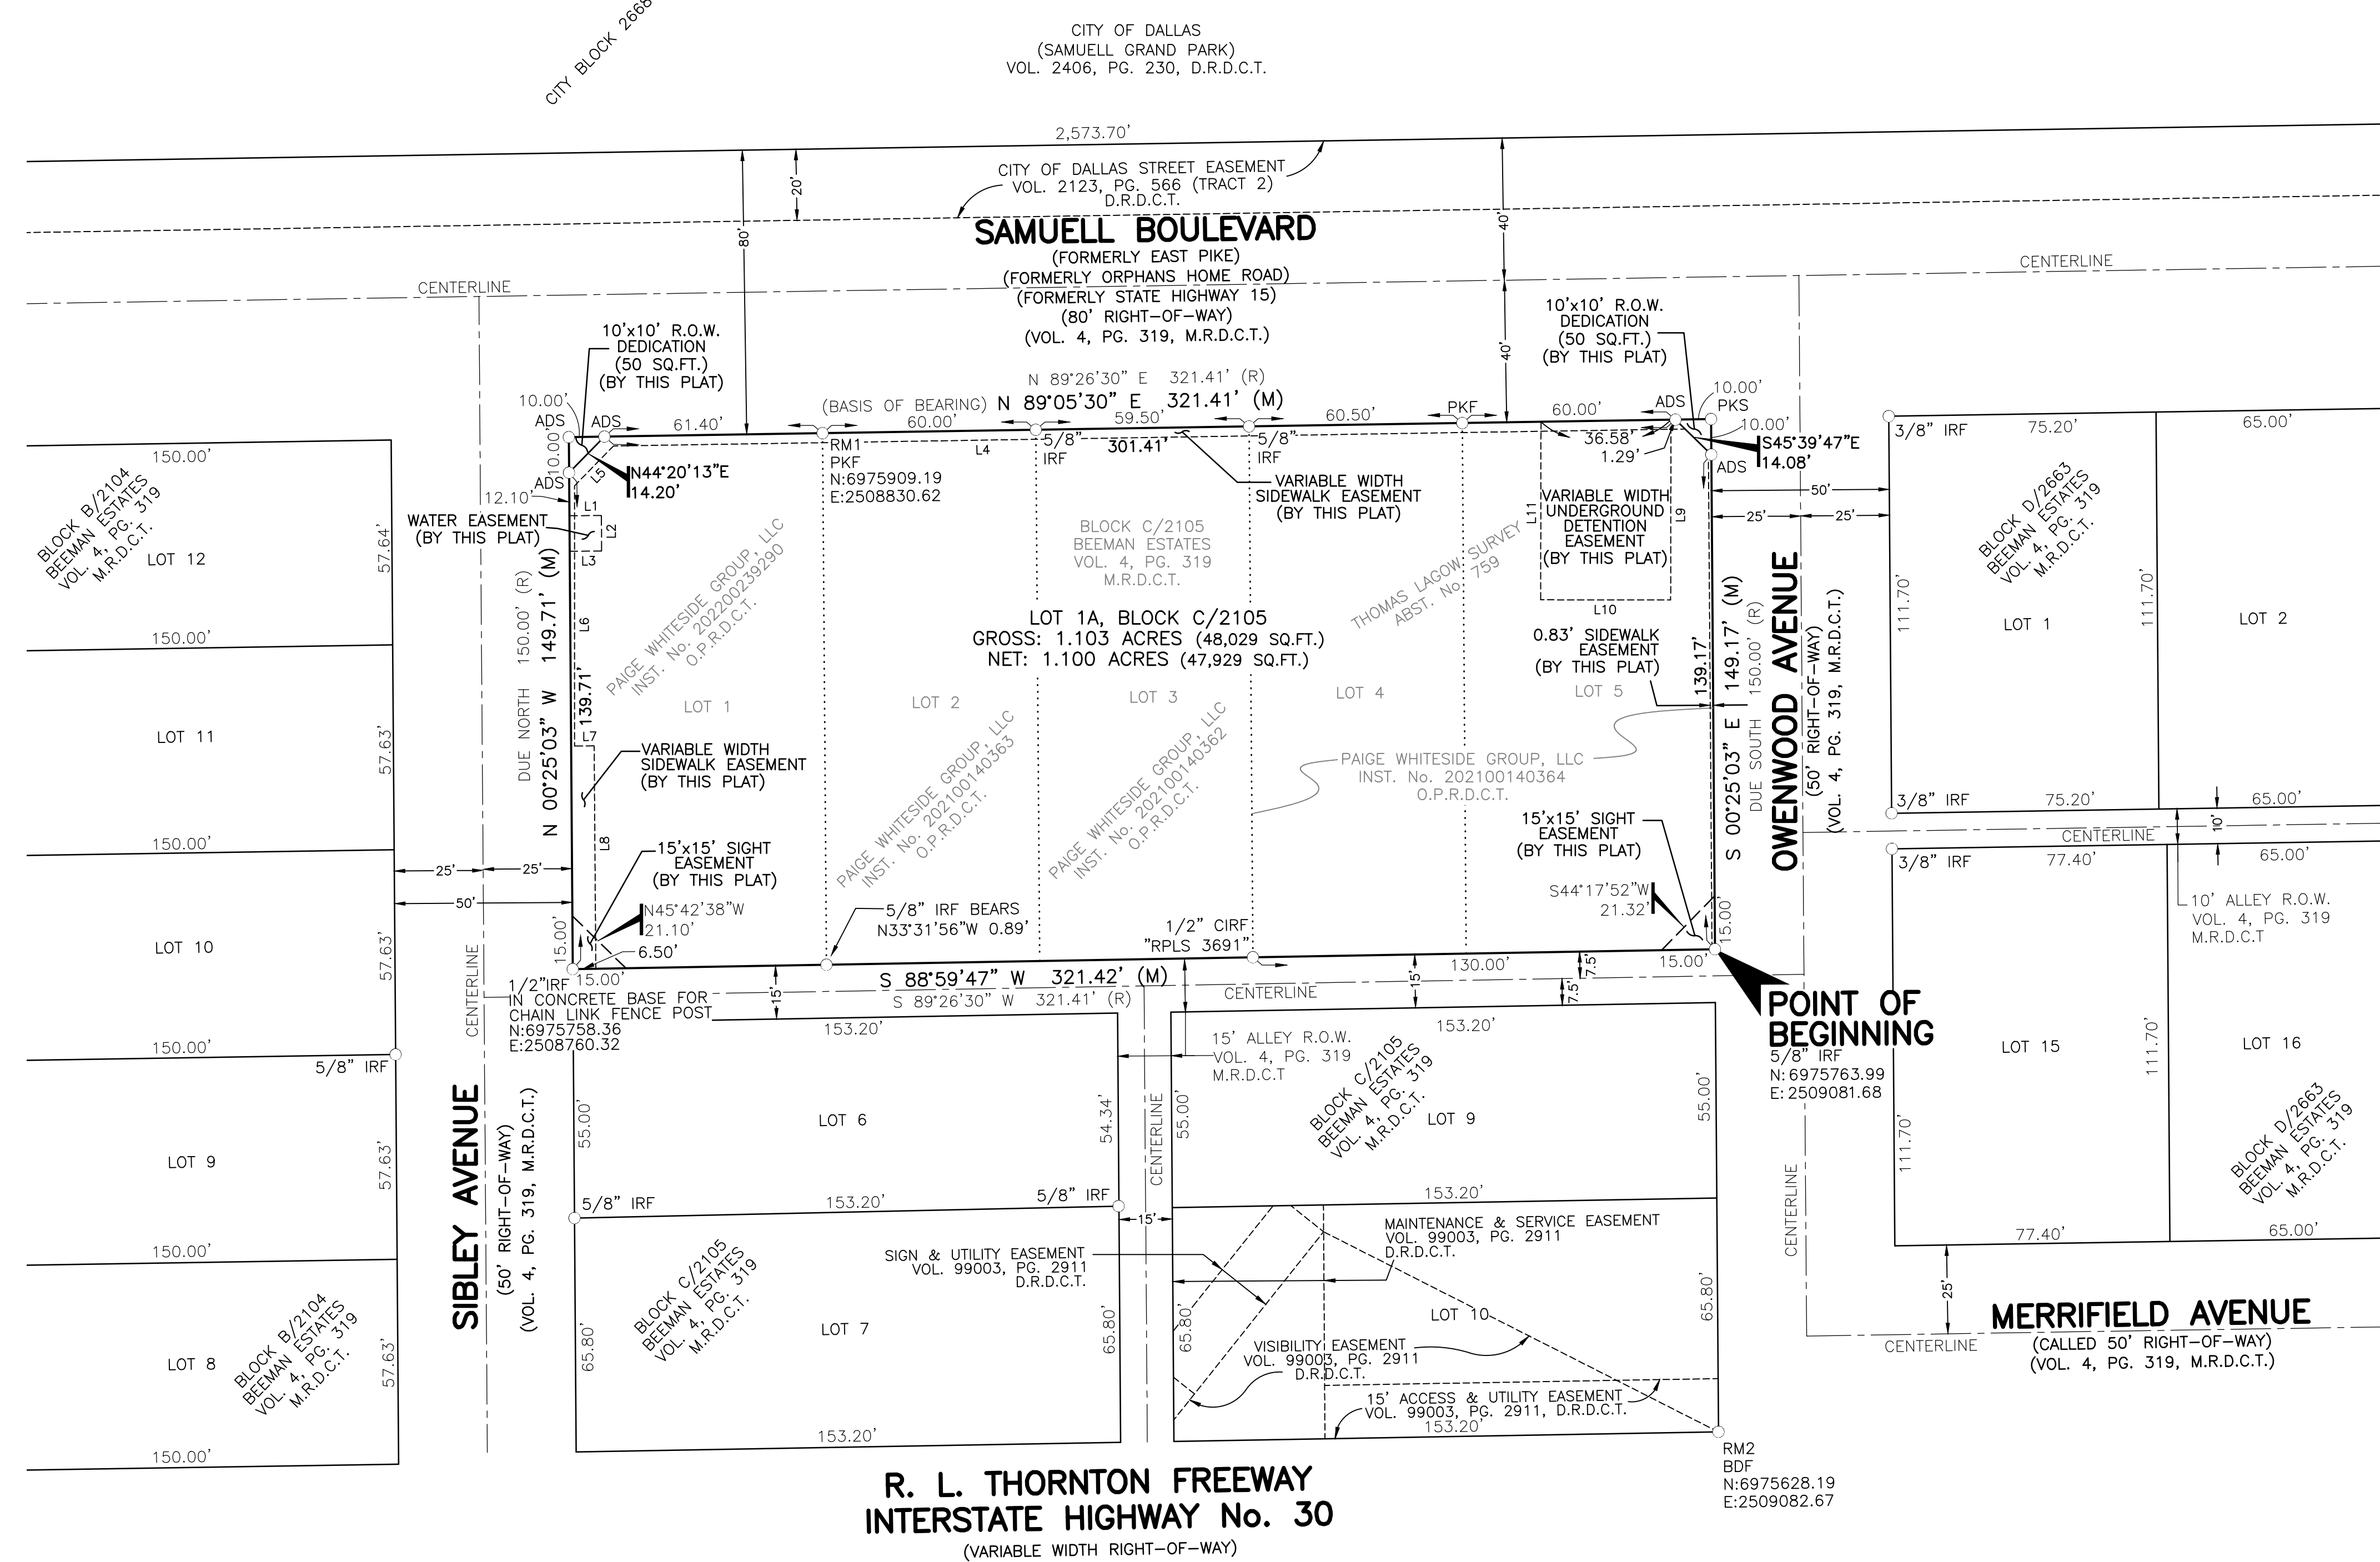 CITY BLOCK 2668
CITY OF DALLAS
(SAMUELL GRAND PARK)
VOL. 2406, PG. 230, D.R.D.C.T.
2,573.70'
20'
80'
40'
40'
CITY OF DALLAS STREET EASEMENT
VOL. 2123, PG. 566 (TRACT 2)
D.R.D.C.T.
SAMUELL BOULEVARD
(FORMERLY EAST PIKE)
(FORMERLY ORPHANS HOME ROAD)
(FORMERLY STATE HIGHWAY 15)
(80' RIGHT-OF-WAY)
(VOL. 4, PG. 319, M.R.D.C.T.)
CENTERLINE
CENTERLINE
10'x10' R.O.W.
DEDICATION
(50 SQ.FT.)
(BY THIS PLAT)
10'x10' R.O.W.
DEDICATION
(50 SQ.FT.)
(BY THIS PLAT)
N 89°26'30" E 321.41' (R)
(BASIS OF BEARING) N 89°05'30" E 321.41' (M)
10.00'
ADS
ADS
61.40'
60.00'
59.50'
60.50'
PKF
60.00'
ADS
10.00'
PKS
10.00'
10.00'
10.00'
ADS
L5
N44°20'13"E
14.20'
RM1
PKF
N:6975909.19
E:2508830.62
L4
5/8"
IRF
301.41'
5/8"
IRF
36.58'
1.29'
S45°39'47"E
14.08'
ADS
12.10'
L1
L2
L3
WATER EASEMENT
(BY THIS PLAT)
VARIABLE WIDTH
SIDEWALK EASEMENT
(BY THIS PLAT)
L11
L9
L10
VARIABLE WIDTH
UNDERGROUND
DETENTION
EASEMENT
(BY THIS PLAT)
BLOCK C/2105
BEEMAN ESTATES
VOL. 4, PG. 319
M.R.D.C.T.
THOMAS LAGOW SURVEY
ABST. No. 759
LOT 1A, BLOCK C/2105
GROSS: 1.103 ACRES (48,029 SQ.FT.)
NET: 1.100 ACRES (47,929 SQ.FT.)
PAIGE WHITESIDE GROUP, LLC
INST. No. 202200239290
O.P.R.D.C.T.
0.83' SIDEWALK
EASEMENT
(BY THIS PLAT)
LOT 1
LOT 2
LOT 3
LOT 4
LOT 5
DUE NORTH 150.00' (R)
N 00°25'03" W 149.71' (M)
L6
139.71'
L7
L8
VARIABLE WIDTH
SIDEWALK EASEMENT
(BY THIS PLAT)
PAIGE WHITESIDE GROUP, LLC
INST. No. 202100140363
O.P.R.D.C.T.
PAIGE WHITESIDE GROUP, LLC
INST. No. 202100140362
O.P.R.D.C.T.
PAIGE WHITESIDE GROUP, LLC
INST. No. 202100140364
O.P.R.D.C.T.
139.17'
S 00°25'03" E 149.17' (M)
DUE SOUTH 150.00' (R)
OWENWOOD AVENUE
(50' RIGHT-OF-WAY)
(VOL. 4, PG. 319, M.R.D.C.T.)
50'
25'
25'
15'x15' SIGHT
EASEMENT
(BY THIS PLAT)
N45°42'38"W
21.10'
6.50'
15.00'
15.00'
15'x15' SIGHT
EASEMENT
(BY THIS PLAT)
S44°17'52"W
21.32'
15.00'
15.00'
130.00'
5/8" IRF BEARS
N33°31'56"W 0.89'
1/2" CIRF
"RPLS 3691"
S 88°59'47" W 321.42' (M)
S 89°26'30" W 321.41' (R)
CENTERLINE
15'
15'
7.5'
7.5'
1/2"IRF
IN CONCRETE BASE FOR
CHAIN LINK FENCE POST
N:6975758.36
E:2508760.32
POINT OF
BEGINNING
5/8" IRF
N: 6975763.99
E: 2509081.68
150.00'
BLOCK B/2104
BEEMAN ESTATES
VOL. 4, PG. 319
M.R.D.C.T.
LOT 12
57.64'
150.00'
LOT 11
57.63'
150.00'
25'
25'
50'
LOT 10
57.63'
150.00'
5/8" IRF
LOT 9
57.63'
150.00'
LOT 8
57.63'
BLOCK B/2104
BEEMAN ESTATES
VOL. 4, PG. 319
M.R.D.C.T.
150.00'
CENTERLINE
SIBLEY AVENUE
(50' RIGHT-OF-WAY)
(VOL. 4, PG. 319, M.R.D.C.T.)
153.20'
55.00'
LOT 6
54.34'
5/8" IRF
153.20'
5/8" IRF
BLOCK C/2105
BEEMAN ESTATES
VOL. 4, PG. 319
M.R.D.C.T.
65.80'
LOT 7
65.80'
153.20'
CENTERLINE
15'
15' ALLEY R.O.W.
VOL. 4, PG. 319
M.R.D.C.T
153.20'
55.00'
BLOCK C/2105
BEEMAN ESTATES
VOL. 4, PG. 319
M.R.D.C.T.
LOT 9
55.00'
153.20'
SIGN & UTILITY EASEMENT
VOL. 99003, PG. 2911
D.R.D.C.T.
MAINTENANCE & SERVICE EASEMENT
VOL. 99003, PG. 2911
D.R.D.C.T.
65.80'
LOT 10
65.80'
VISIBILITY EASEMENT
VOL. 99003, PG. 2911
D.R.D.C.T.
15' ACCESS & UTILITY EASEMENT
VOL. 99003, PG. 2911, D.R.D.C.T.
153.20'
RM2
BDF
N:6975628.19
E:2509082.67
3/8" IRF
75.20'
65.00'
BLOCK D/2663
BEEMAN ESTATES
VOL. 4, PG. 319
M.R.D.C.T.
111.70'
LOT 1
111.70'
LOT 2
3/8" IRF
75.20'
65.00'
CENTERLINE
10'
3/8" IRF
77.40'
65.00'
10' ALLEY R.O.W.
VOL. 4, PG. 319
M.R.D.C.T
LOT 15
111.70'
111.70'
LOT 16
BLOCK D/2663
BEEMAN ESTATES
VOL. 4, PG. 319
M.R.D.C.T.
77.40'
65.00'
CENTERLINE
25'
MERRIFIELD AVENUE
(CALLED 50' RIGHT-OF-WAY)
(VOL. 4, PG. 319, M.R.D.C.T.)
CENTERLINE
R. L. THORNTON FREEWAY
INTERSTATE HIGHWAY No. 30
(VARIABLE WIDTH RIGHT-OF-WAY)